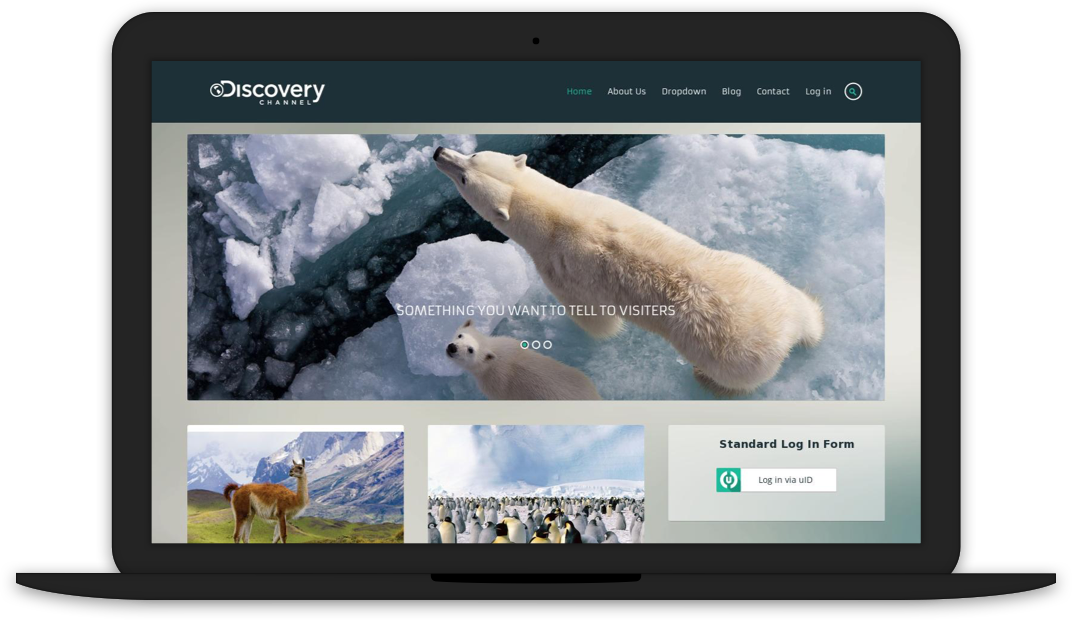 Discovery
CHANNEL
Home About Us Dropdown Blog Contact Log in
SOMETHING YOU WANT TO TELL TO VISITERS
Standard Log In Form
Log in via uID